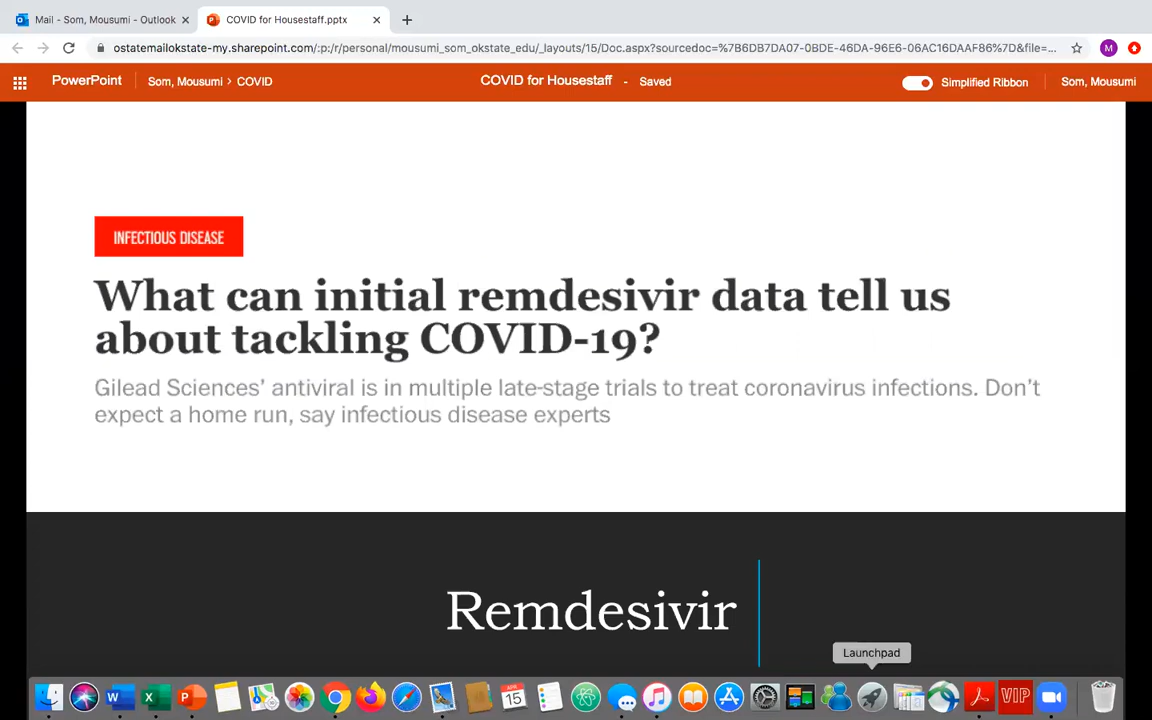 Mail - Som, Mousumi - Outlook
COVID for Housestaff.pptx
ostatemailokstate-my.sharepoint.com/:p:/r/personal/mousumi_som_okstate_edu/_layouts/15/Doc.aspx?sourcedoc=%7B6DB7DA07-0BDE-46DA-96E6-06AC16DAAF86%7D&file=...
M
PowerPoint
Som, Mousumi > COVID
COVID for Housestaff - Saved
Simplified Ribbon
Som, Mousumi
INFECTIOUS DISEASE
What can initial remdesivir data tell us
about tackling COVID-19?
Gilead Sciences’ antiviral is in multiple late-stage trials to treat coronavirus infections. Don’t
expect a home run, say infectious disease experts
Remdesivir
Launchpad
APR
15
VIP